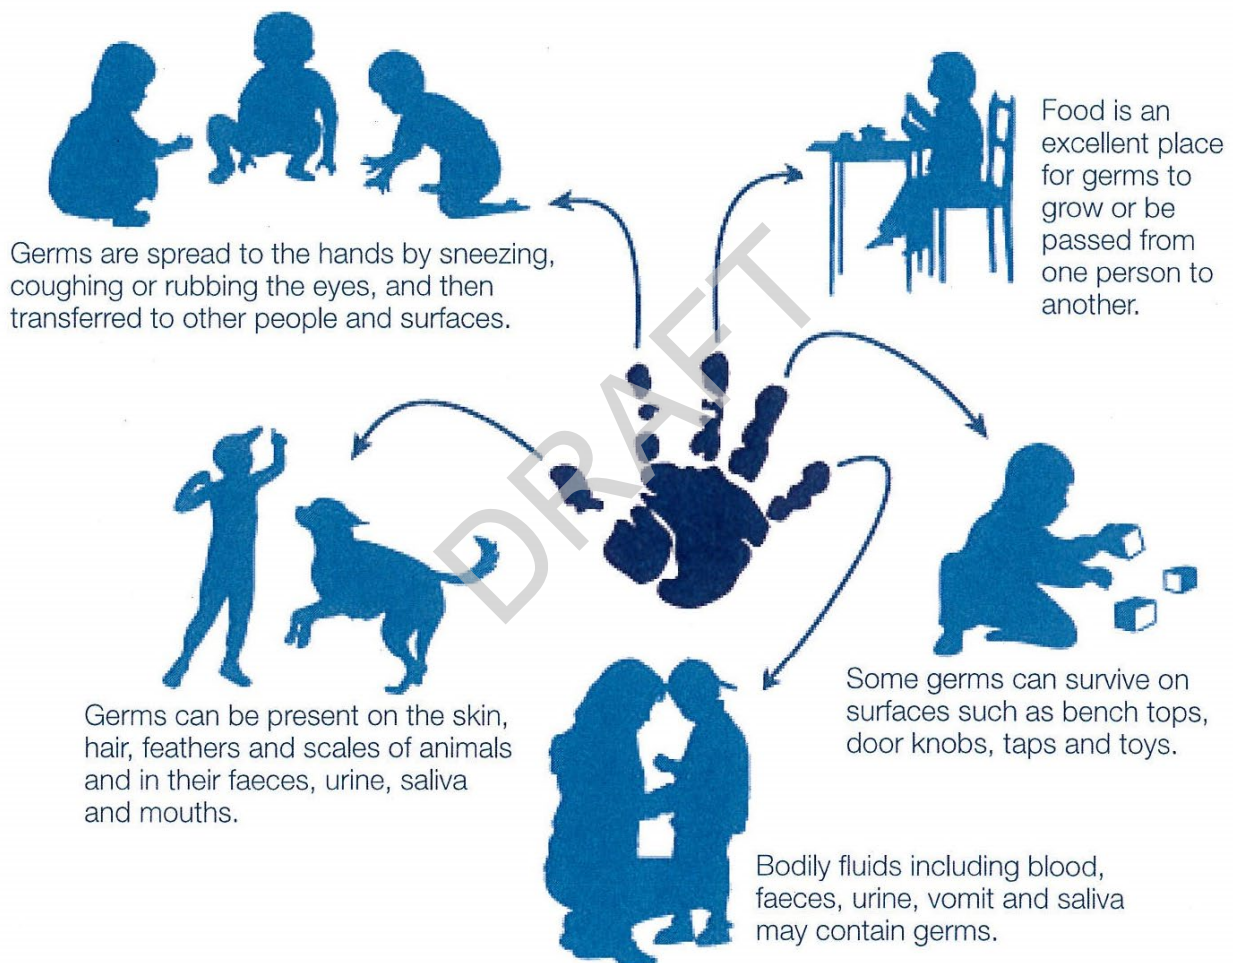 Food is an
excellent place
for germs to
grow or be
passed from
one person to
another.
Germs are spread to the hands by sneezing,
coughing or rubbing the eyes, and then
transferred to other people and surfaces.
DRAFT
Germs can be present on the skin,
hair, feathers and scales of animals
and in their faeces, urine, saliva
and mouths.
Some germs can survive on
surfaces such as bench tops,
door knobs, taps and toys.
Bodily fluids including blood,
faeces, urine, vomit and saliva
may contain germs.